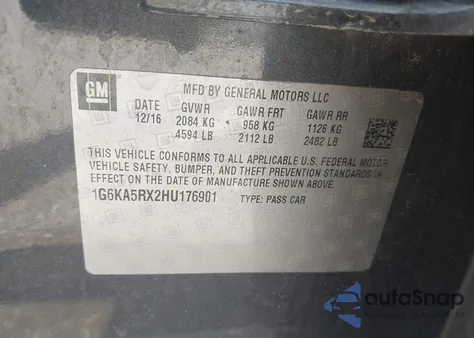 GM
MFD BY GENERAL MOTORS LLC
DATE GVWR GAWR FRT GAWR RR
12/16 2084 KG 958 KG 1126 KG
4594 LB 2112 LB 2482 LB
THIS VEHICLE CONFORMS TO ALL APPLICABLE U.S. FEDERAL MOTOR
VEHICLE SAFETY, BUMPER, AND THEFT PREVENTION STANDARDS IN
EFFECT ON THE DATE OF MANUFACTURE SHOWN ABOVE.
1G6KA5RX2HU176901 TYPE: PASS CAR
autoSnap